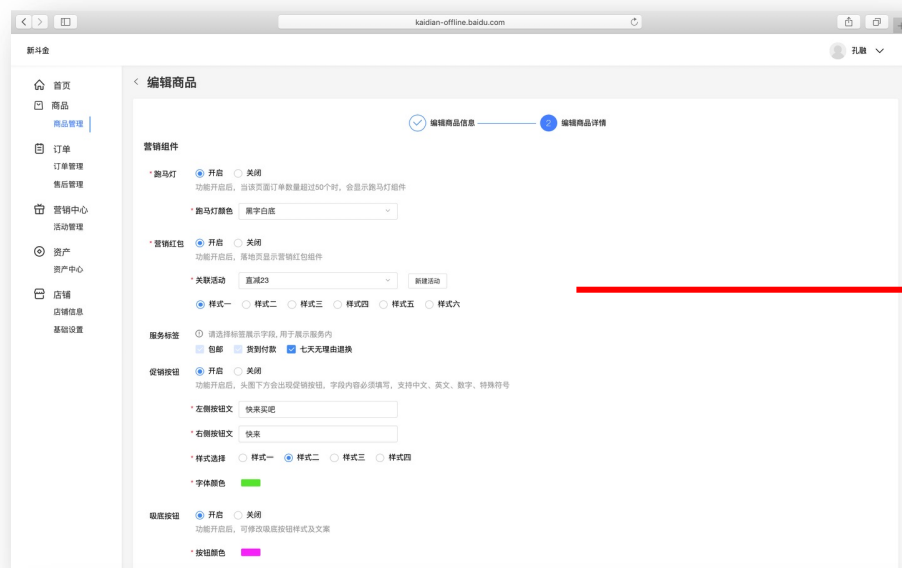 kaidian-offline.baidu.com
新斗金
孔融
首页
商品
商品管理
订单
订单管理
售后管理
营销中心
活动管理
资产
资产中心
店铺
店铺信息
基础设置
< 编辑商品
编辑商品信息 2 编辑商品详情
营销组件
* 跑马灯 开启 关闭
功能开启后，当该页面订单数量超过50个时，会显示跑马灯组件
* 跑马灯颜色 黑字白底
* 营销红包 开启 关闭
功能开启后，落地页显示营销红包组件
* 关联活动 直减23 新建活动
样式一 样式二 样式三 样式四 样式五 样式六
服务标签 请选择标签展示字段, 用于展示服务内
包邮 货到付款 七天无理由退换
促销按钮 开启 关闭
功能开启后，头图下方会出现促销按钮，字段内容必须填写，支持中文、英文、数字、特殊符号
* 左侧按钮文 快来买吧
* 右侧按钮文 快来
* 样式选择 样式一 样式二 样式三 样式四
* 字体颜色
吸底按钮 开启 关闭
功能开启后，可修改吸底按钮样式及文案
* 按钮颜色